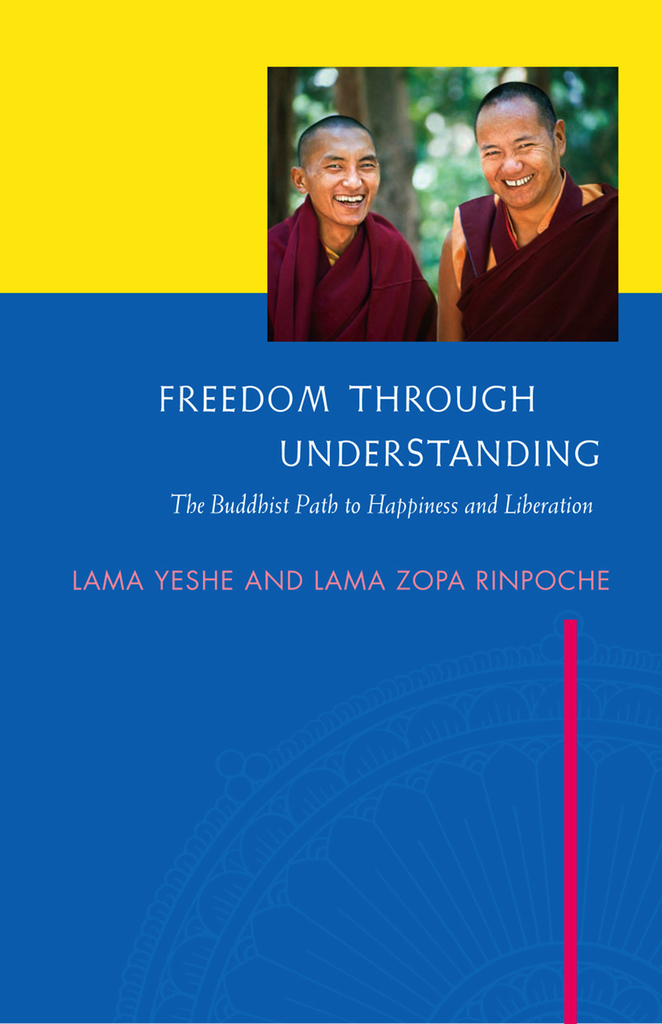 FREEDOM THROUGH
UNDERSTANDING
The Buddhist Path to Happiness and Liberation
LAMA YESHE AND LAMA ZOPA RINPOCHE